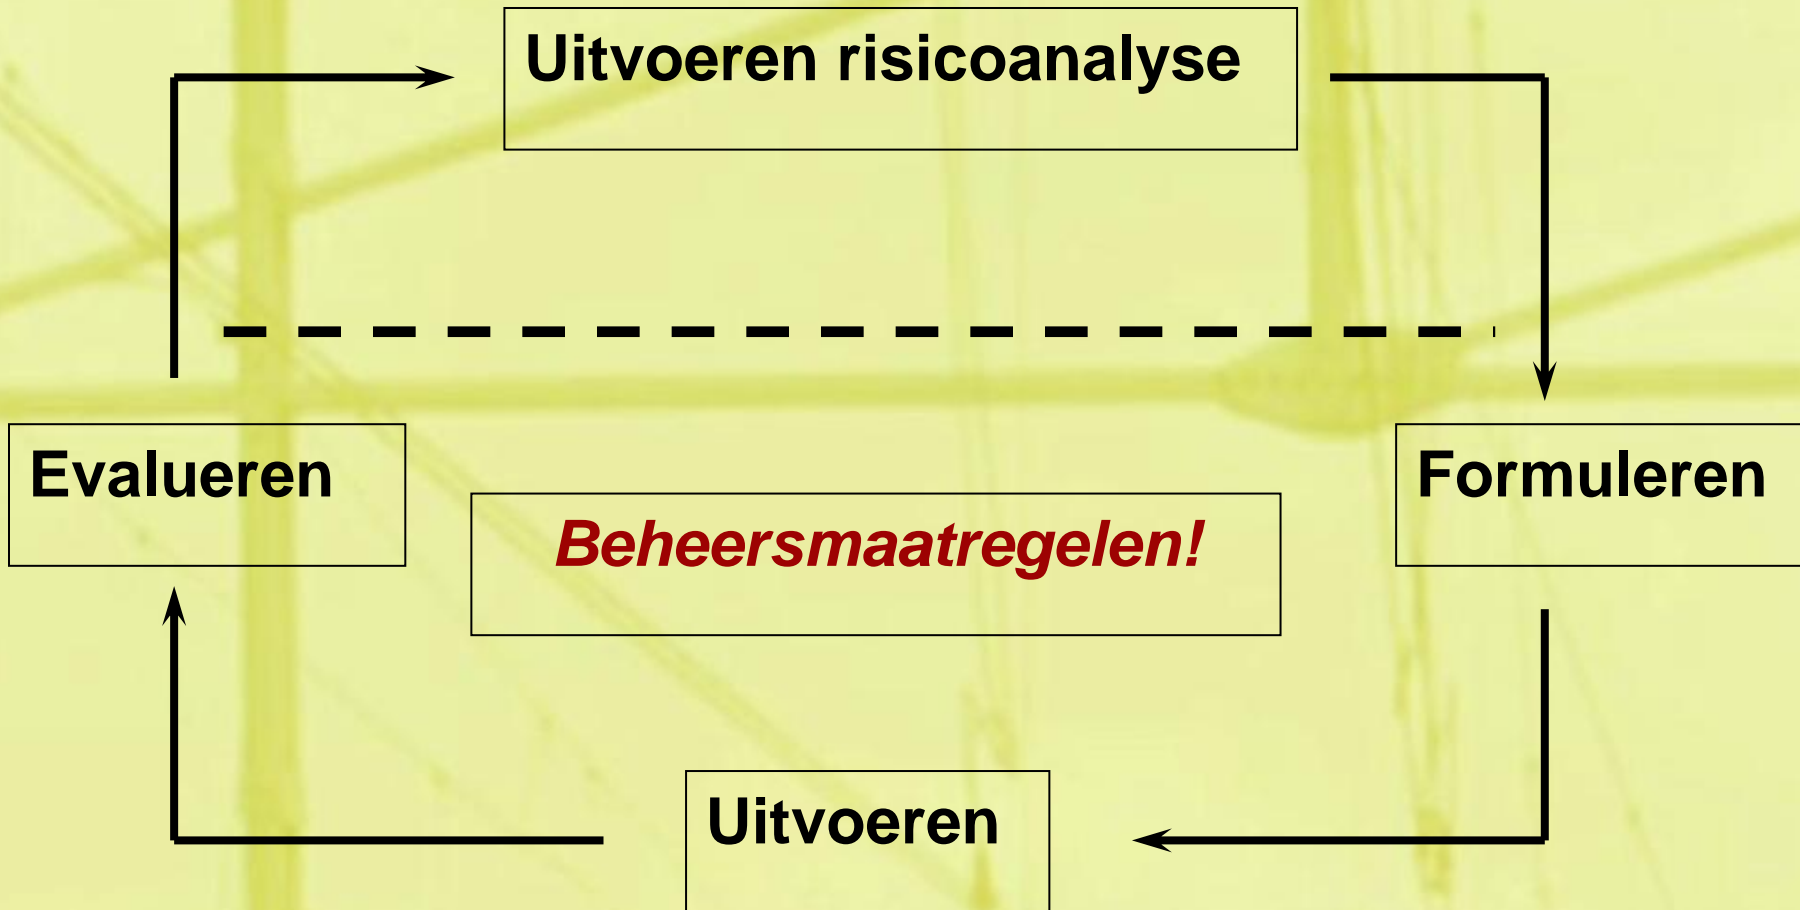 Uitvoeren risicoanalyse
Evalueren
Formuleren
Beheersmaatregelen!
Uitvoeren